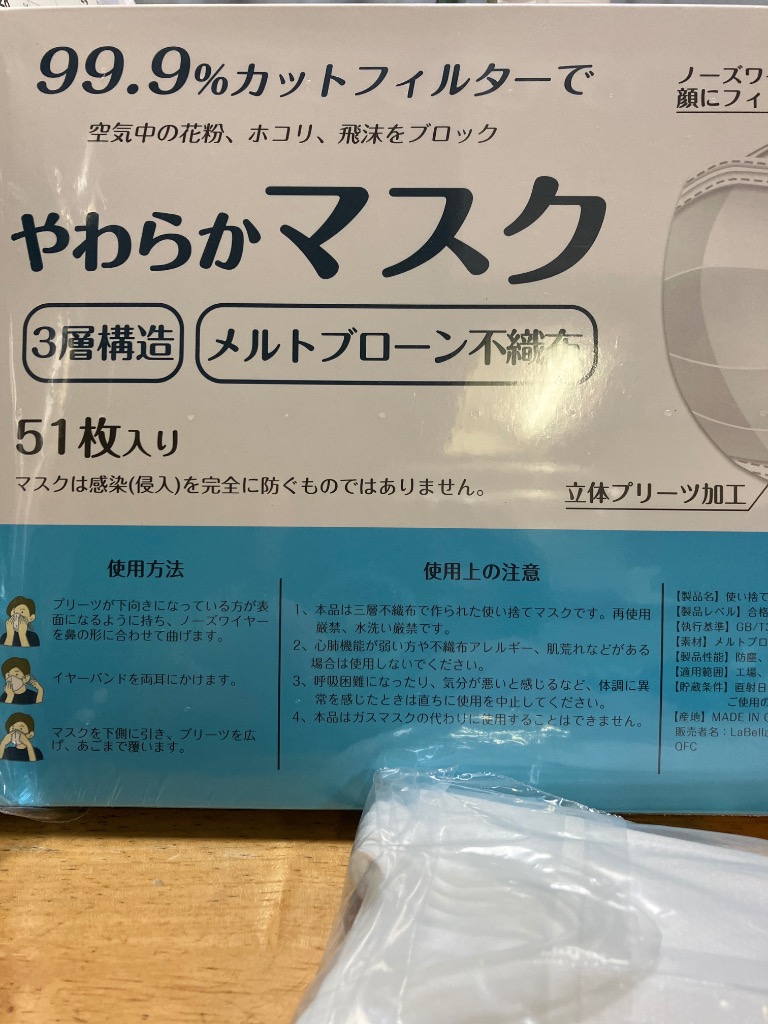 99.9%カットフィルターで
空気中の花粉、ホコリ、飛沫をブロック
やわらかマスク
3層構造
メルトブローン不織布
51枚入り
マスクは感染(侵入)を完全に防ぐものではありません。
ノーズワ
顔にフィ
立体プリーツ加工
使用方法
プリーツが下向きになっている方が表
面になるように持ち、ノーズワイヤー
を鼻の形に合わせて曲げます。
イヤーバンドを両耳にかけます。
マスクを下側に引き、プリーツを広
げ、あごまで覆います。
使用上の注意
1、本品は三層不織布で作られた使い捨てマスクです。再使用
厳禁、水洗い厳禁です。
2、心肺機能が弱い方や不織布アレルギー、肌荒れなどがある
場合は使用しないでください。
3、呼吸困難になったり、気分が悪いと感じるなど、体調に異
常を感じたときは直ちに使用を中止してください。
4、本品はガスマスクの代わりに使用することはできません。
【製品名】使い捨て
【製品レベル】合格
【執行基準】GB/T3
【素材】メルトブロ
【製品性能】防塵、
【適用範囲】工場、
【貯蔵条件】直射日
ご使用の
【産地】MADE IN C
販売者名：LaBella
QFC